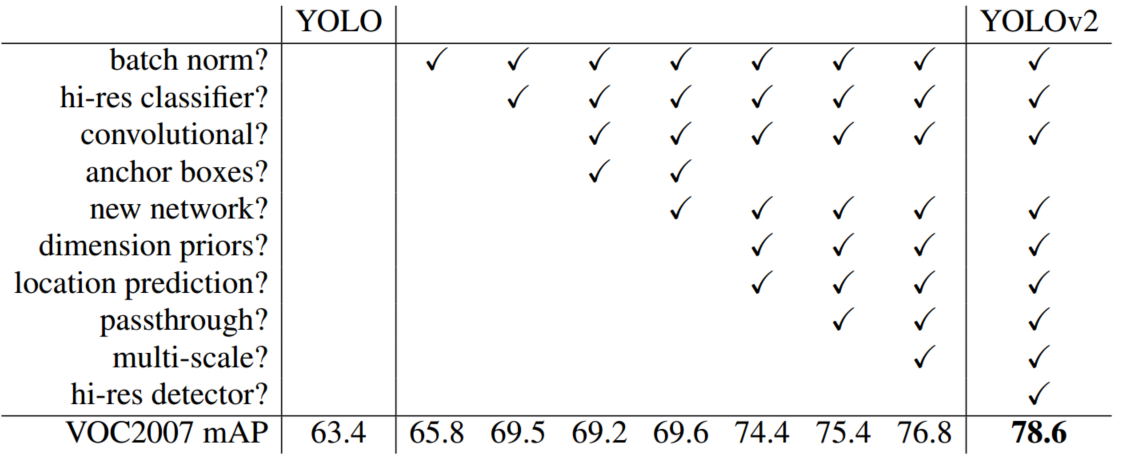 YOLO YOLOv2
batch norm? ✓ ✓ ✓ ✓ ✓ ✓ ✓ ✓
hi-res classifier? ✓ ✓ ✓ ✓ ✓ ✓ ✓
convolutional? ✓ ✓ ✓ ✓ ✓ ✓
anchor boxes? ✓ ✓
new network? ✓ ✓ ✓ ✓ ✓
dimension priors? ✓ ✓ ✓ ✓
location prediction? ✓ ✓ ✓ ✓
passthrough? ✓ ✓ ✓
multi-scale? ✓ ✓
hi-res detector? ✓
VOC2007 mAP 63.4 65.8 69.5 69.2 69.6 74.4 75.4 76.8 78.6